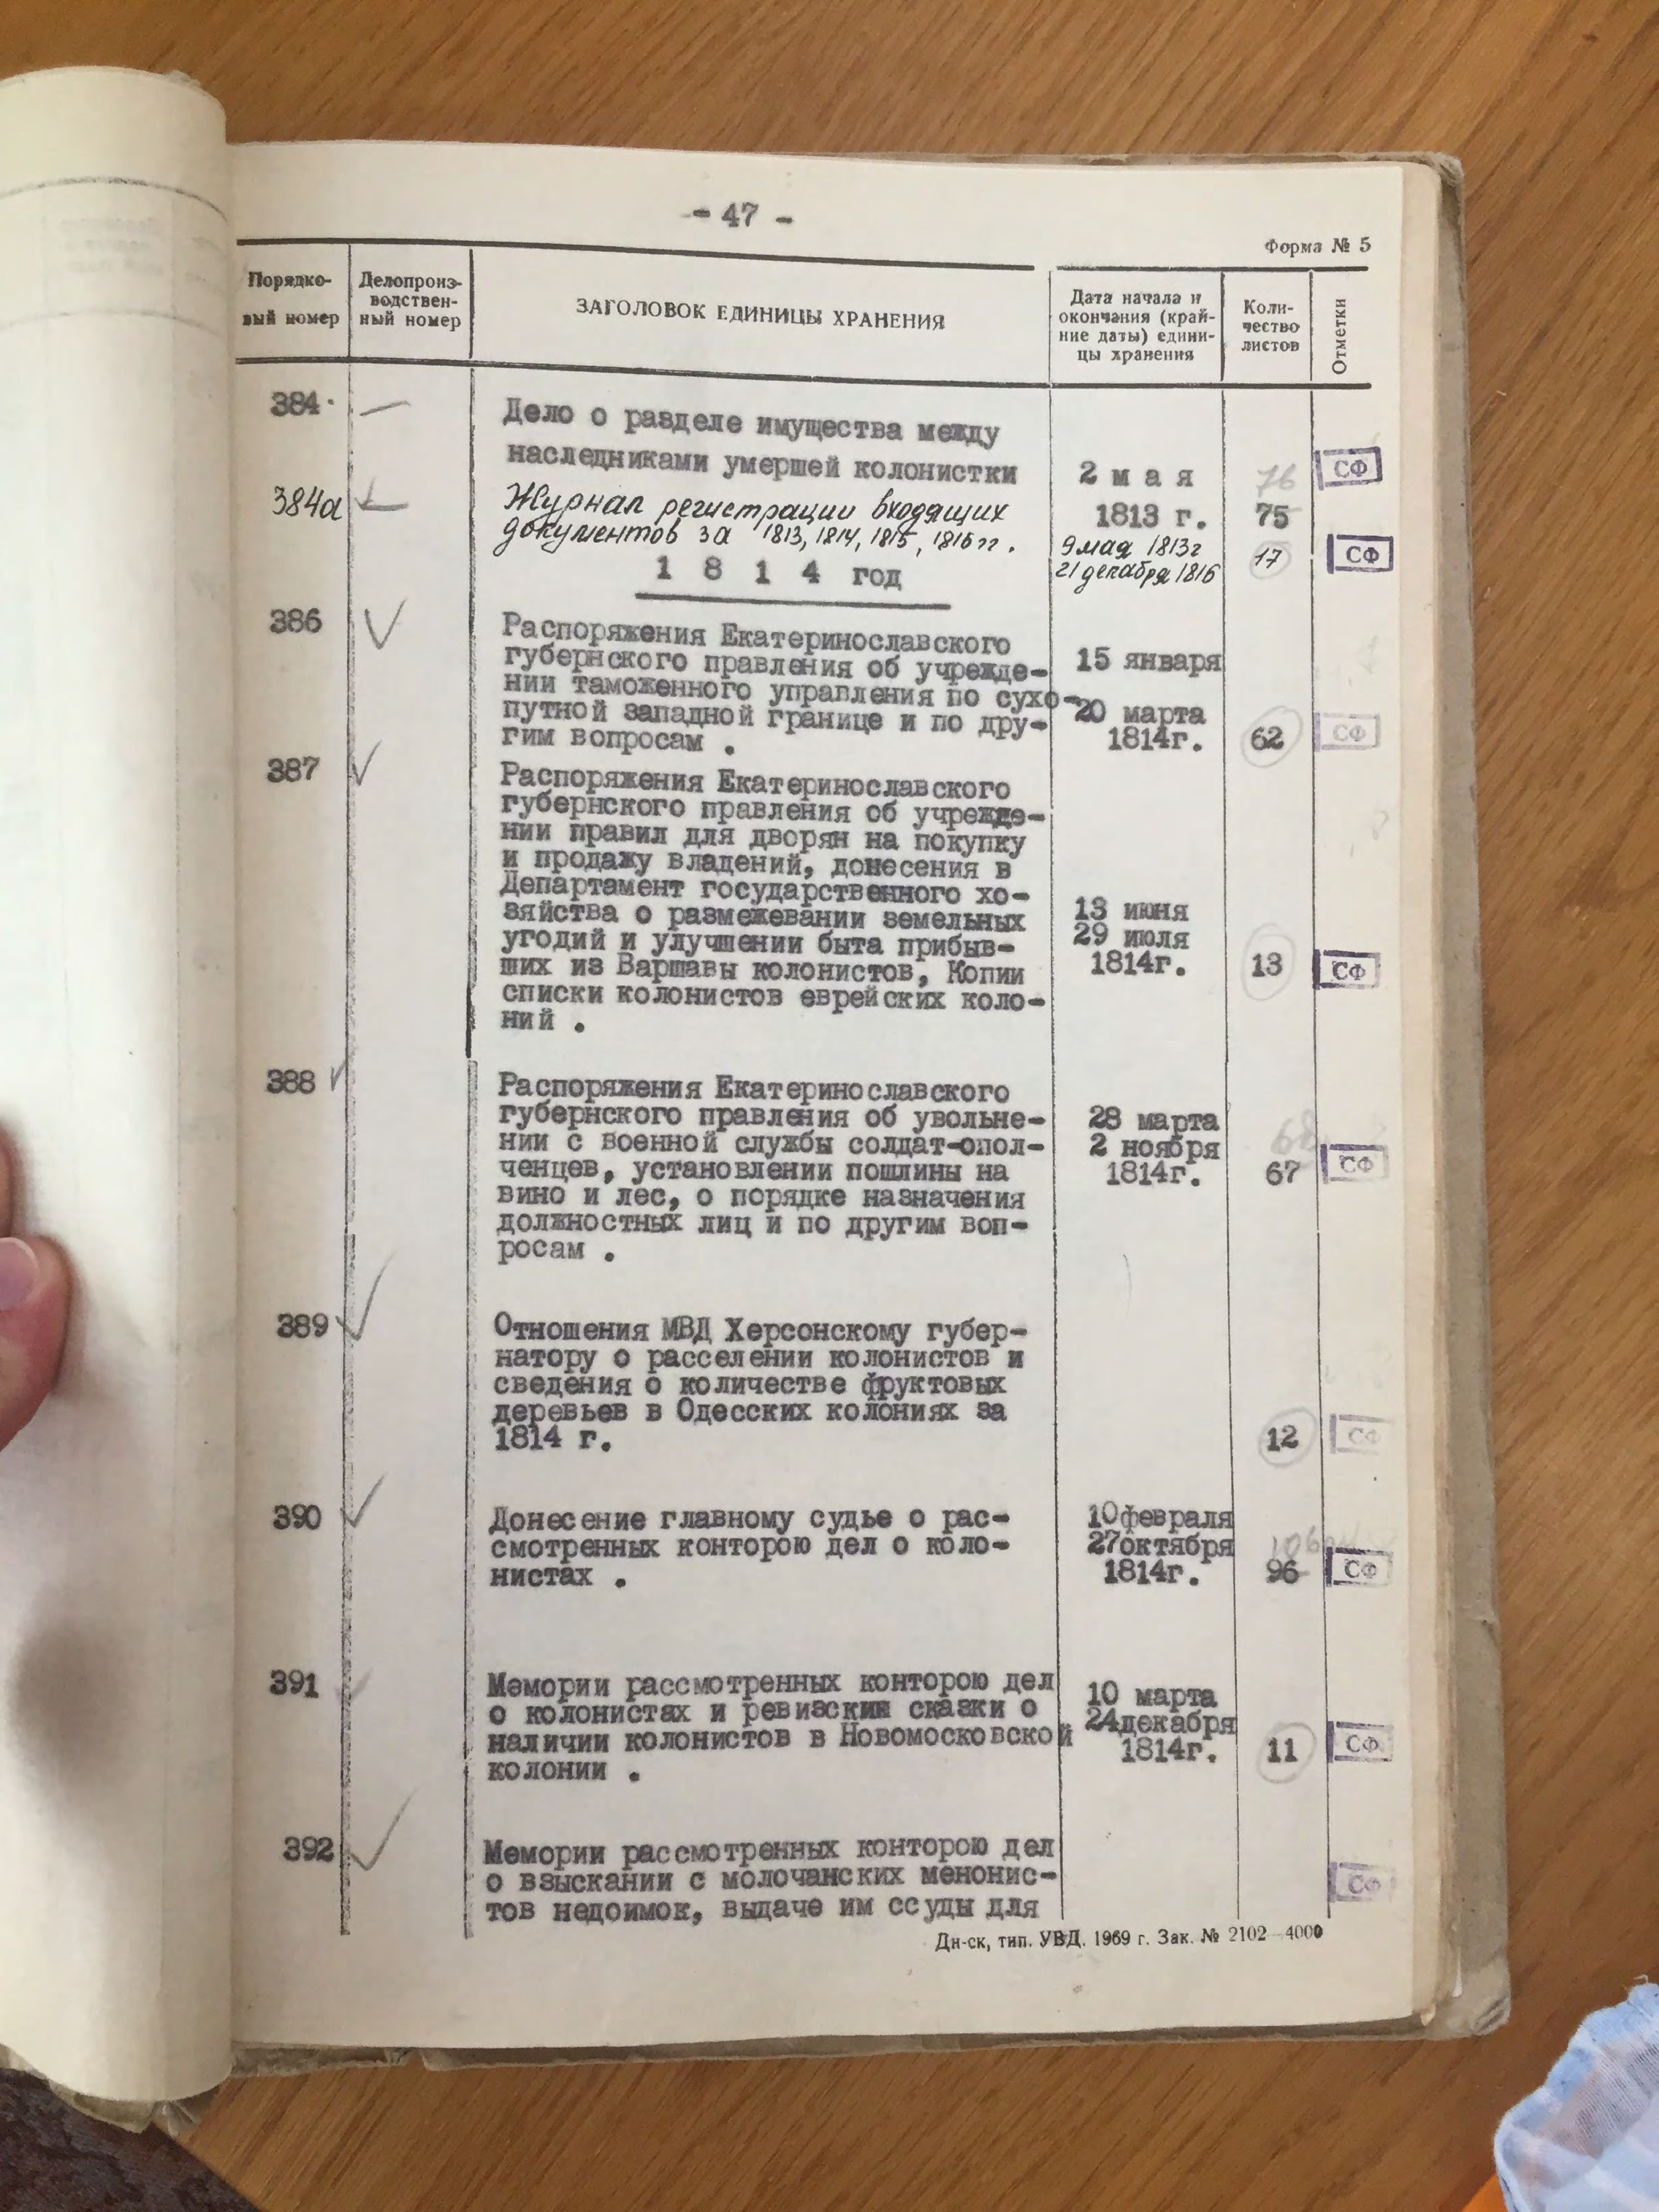 - 47 -
Форма № 5
Порядко-
вый номер
Делопроиз-
водствен-
ный номер
ЗАГОЛОВОК ЕДИНИЦЫ ХРАНЕНИЯ
Дата начала и
окончания (край-
ние даты) едини-
цы хранения
Коли-
чество
листов
Отметки
384
Дело о разделе имущества между
наследниками умершей колонистки
2 мая
1813 г.
76
75
СФ
384а
Журнал регистрации входящих
документов за 1813, 1814, 1815, 1816 гг.
9 мая 1813 г
21 декабря 1816
17
СФ
1 8 1 4 год
386
Распоряжения Екатеринославского
губернского правления об учрежде-
нии таможенного управления по сухо-
путной западной границе и по дру-
гим вопросам .
15 января
20 марта
1814г.
62
СФ
387
Распоряжения Екатеринославского
губернского правления об учрежде-
нии правил для дворян на покупку
и продажу владений, донесения в
Департамент государственного хо-
зяйства о размежевании земельных
угодий и улучшении быта прибыв-
ших из Варшавы колонистов, Копии
списки колонистов еврейских коло-
ний .
13 июня
29 июля
1814г.
13
СФ
388
Распоряжения Екатеринославского
губернского правления об увольне-
нии с военной службы солдат-опол-
ченцев, установлении пошлины на
вино и лес, о порядке назначения
должностных лиц и по другим воп-
росам .
28 марта
2 ноября
1814г.
68
67
СФ
389
Отношения МВД Херсонскому губер-
натору о расселении колонистов и
сведения о количестве фруктовых
деревьев в Одесских колониях за
1814 г.
12
СФ
390
Донесение главному судье о рас-
смотренных конторою дел о коло-
нистах .
10февраля
27октября
1814г.
96
СФ
391
Мемории рассмотренных конторою дел
о колонистах и ревизские сказки о
наличии колонистов в Новомосковской
колонии .
10 марта
24декабря
1814г.
11
СФ
392
Мемории рассмотренных конторою дел
о взыскании с молочанских менонис-
тов недоимок, выдаче им ссуды для
СФ
Дн-ск, тип. УВД. 1969 г. Зак. № 2102—4000